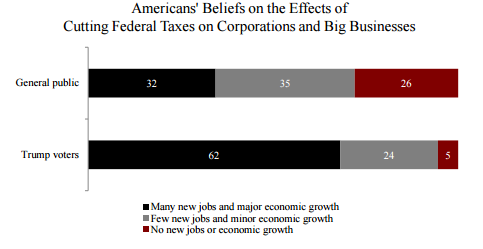 Americans' Beliefs on the Effects of
Cutting Federal Taxes on Corporations and Big Businesses
General public
32
35
26
Trump voters
62
24
5
Many new jobs and major economic growth
Few new jobs and minor economic growth
No new jobs or economic growth